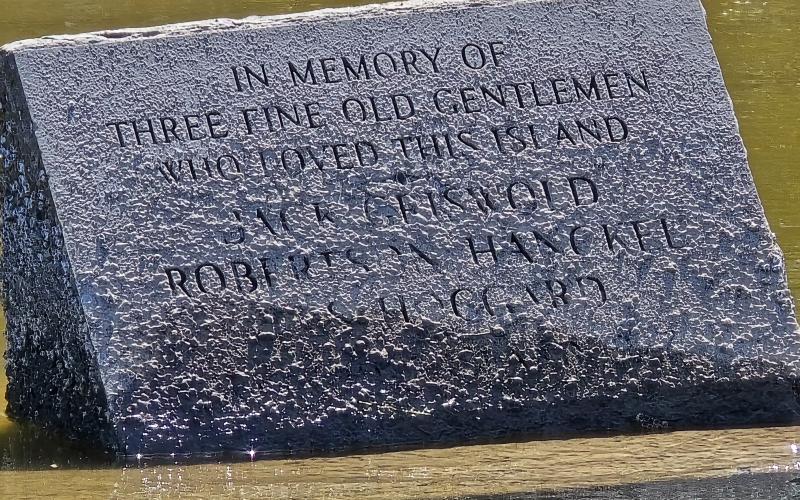 IN MEMORY OF
THREE FINE OLD GENTLEMEN
WHO LOVED THIS ISLAND
JACK GRISWOLD
ROBERTSON HANCKEL
HOGGARD